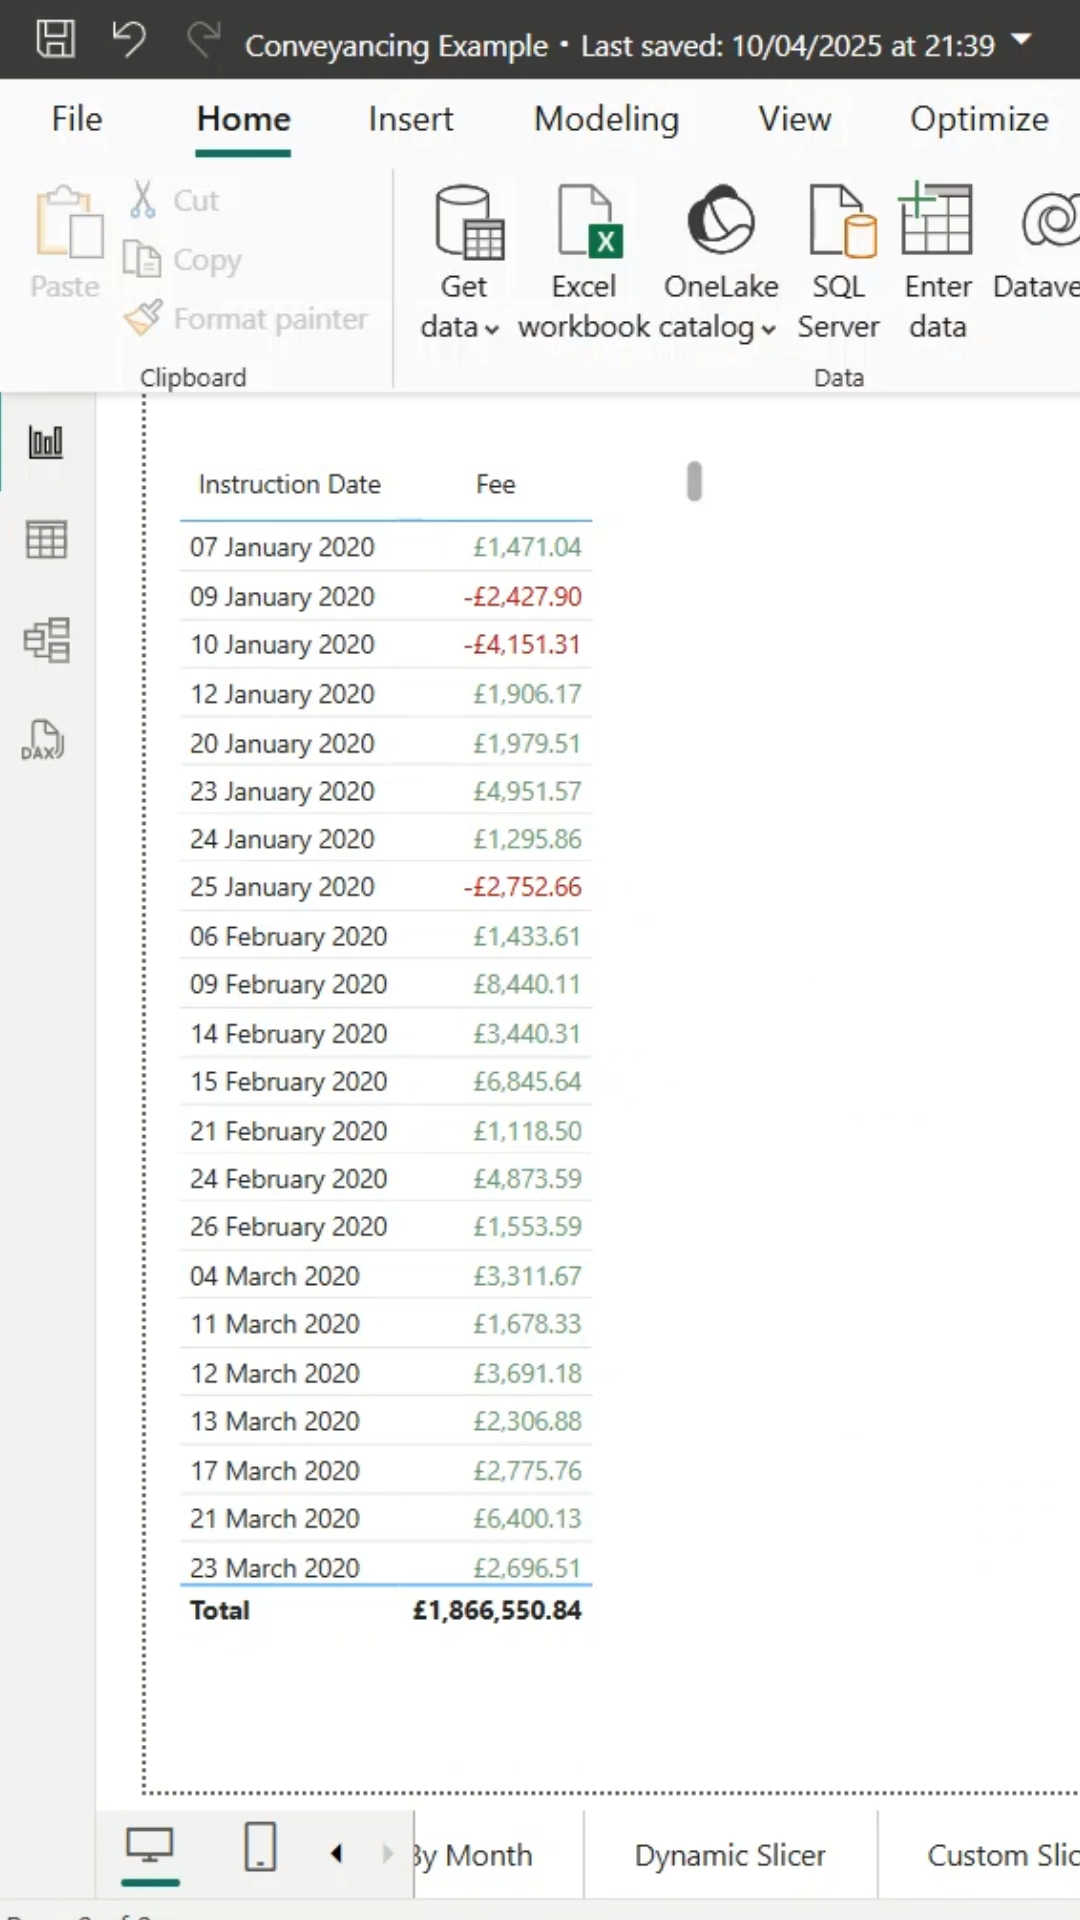 Conveyancing Example • Last saved: 10/04/2025 at 21:39
File Home Insert Modeling View Optimize
Paste
Cut
Copy
Format painter
Clipboard
Get data
Excel workbook
OneLake catalog
SQL Server
Enter data
Datave
Data
DAX
Instruction Date Fee
07 January 2020 £1,471.04
09 January 2020 -£2,427.90
10 January 2020 -£4,151.31
12 January 2020 £1,906.17
20 January 2020 £1,979.51
23 January 2020 £4,951.57
24 January 2020 £1,295.86
25 January 2020 -£2,752.66
06 February 2020 £1,433.61
09 February 2020 £8,440.11
14 February 2020 £3,440.31
15 February 2020 £6,845.64
21 February 2020 £1,118.50
24 February 2020 £4,873.59
26 February 2020 £1,553.59
04 March 2020 £3,311.67
11 March 2020 £1,678.33
12 March 2020 £3,691.18
13 March 2020 £2,306.88
17 March 2020 £2,775.76
21 March 2020 £6,400.13
23 March 2020 £2,696.51
Total £1,866,550.84
By Month Dynamic Slicer Custom Slic